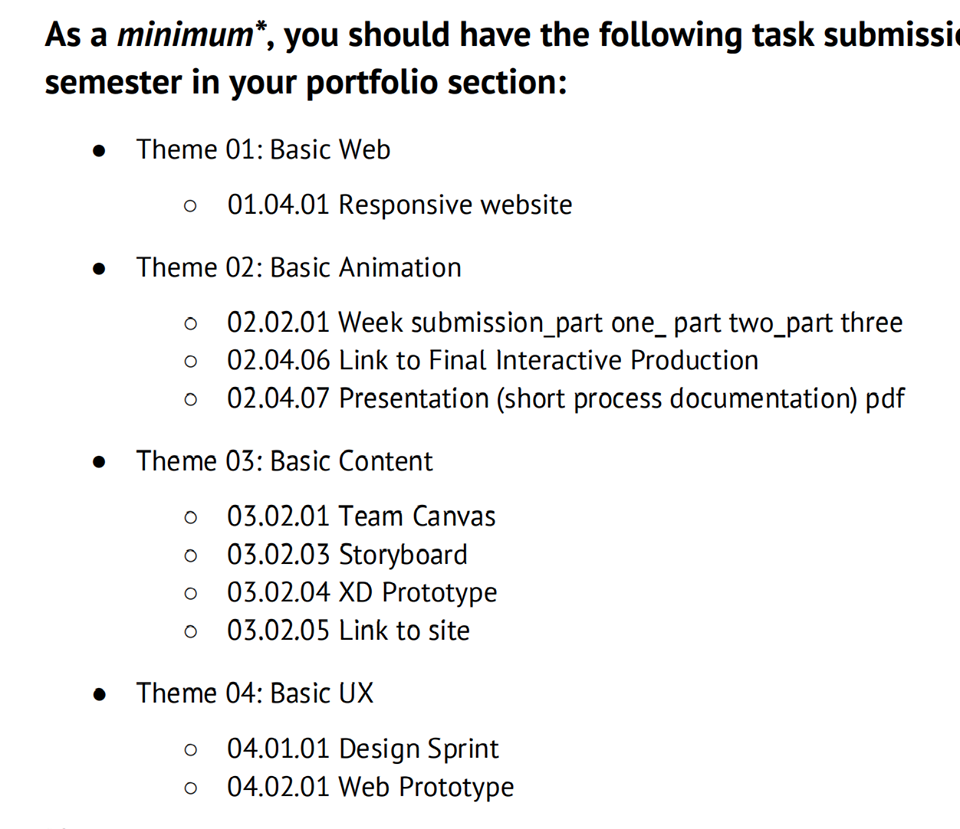 As a minimum*, you should have the following task
semester in your portfolio section:
● Theme 01: Basic Web
○ 01.04.01 Responsive website
● Theme 02: Basic Animation
○ 02.02.01 Week submission_part one_ part two_part three
○ 02.04.06 Link to Final Interactive Production
○ 02.04.07 Presentation (short process documentation) pdf
● Theme 03: Basic Content
○ 03.02.01 Team Canvas
○ 03.02.03 Storyboard
○ 03.02.04 XD Prototype
○ 03.02.05 Link to site
● Theme 04: Basic UX
○ 04.01.01 Design Sprint
○ 04.02.01 Web Prototype